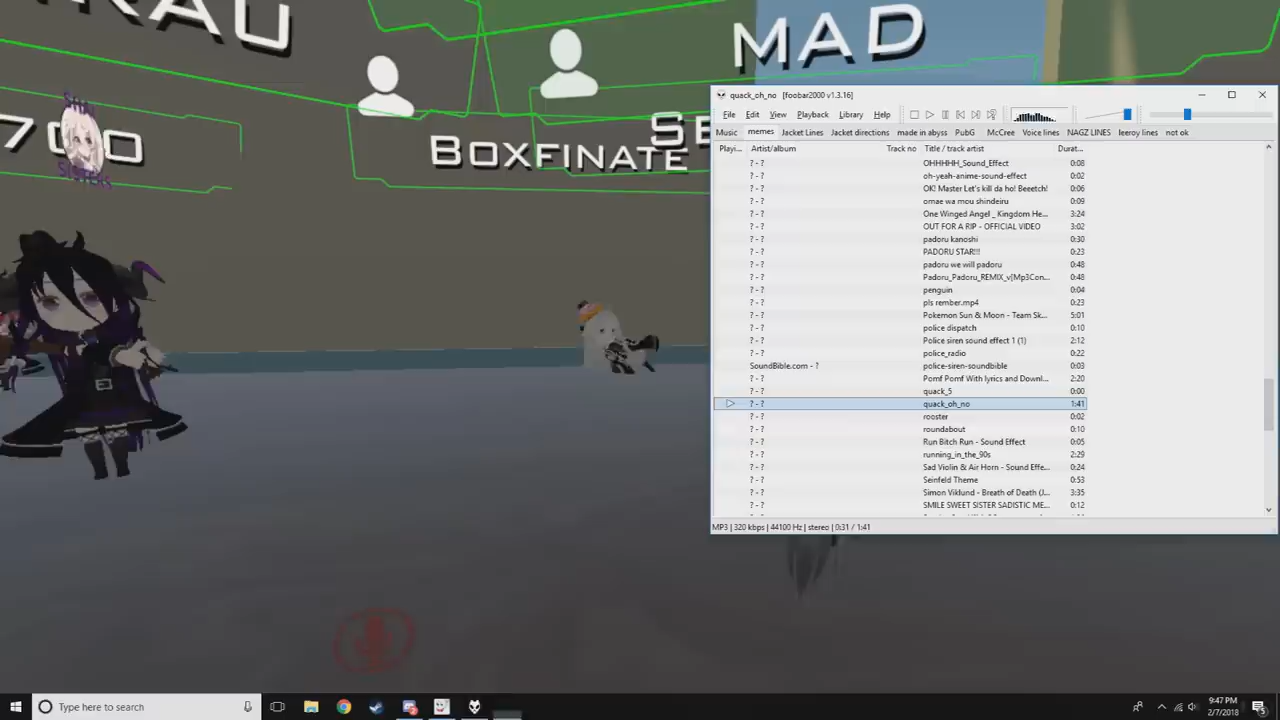 MAD
BOXFINATE
SE
quack_oh_no [foobar2000 v1.3.16]
File Edit View Playback Library Help
Music memes Jacket Lines Jacket directions made in abyss PubG McCree Voice lines NAGZ LINES leeroy lines not ok
Playi... Artist/album Track no Title / track artist Durat...
? - ? OHHHHH_Sound_Effect 0:08
? - ? oh-yeah-anime-sound-effect 0:02
? - ? OK! Master Let's kill da ho! Beeetch! 0:06
? - ? omae wa mou shindeiru 0:09
? - ? One Winged Angel _ Kingdom He... 3:24
? - ? OUT FOR A RIP - OFFICIAL VIDEO 3:02
? - ? padoru kanoshi 0:30
? - ? PADORU STAR!!! 0:23
? - ? padoru we will padoru 0:48
? - ? Padoru_Padoru_REMIX_v[Mp3Con... 0:48
? - ? penguin 0:04
? - ? pls rember.mp4 0:23
? - ? Pokemon Sun & Moon - Team Sk... 5:01
? - ? police dispatch 0:10
? - ? Police siren sound effect 1 (1) 2:12
? - ? police_radio 0:22
SoundBible.com - ? police-siren-soundbible 0:03
? - ? Pomf Pomf With lyrics and Downl... 2:20
? - ? quack_5 0:00
? - ? quack_oh_no 1:41
? - ? rooster 0:02
? - ? roundabout 0:10
? - ? Run Bitch Run - Sound Effect 0:05
? - ? running_in_the_90s 2:29
? - ? Sad Violin & Air Horn - Sound Effe... 0:24
? - ? Seinfeld Theme 0:53
? - ? Simon Viklund - Breath of Death (J... 3:35
? - ? SMILE SWEET SISTER SADISTIC ME... 0:12
MP3 | 320 kbps | 44100 Hz | stereo | 0:31 / 1:41
Type here to search
9:47 PM
2/7/2018